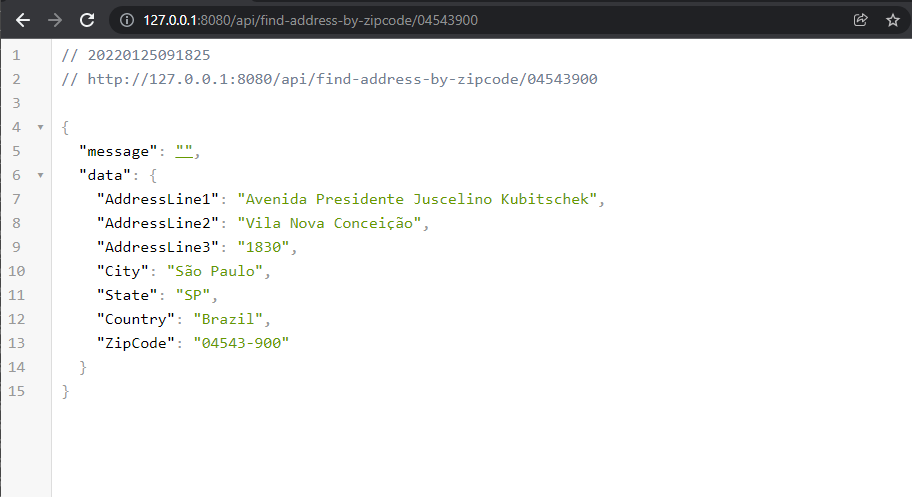 127.0.0.1:8080/api/find-address-by-zipcode/04543900
1 // 20220125091825
2 // http://127.0.0.1:8080/api/find-address-by-zipcode/04543900
3
4 {
5 "message": "",
6 "data": {
7 "AddressLine1": "Avenida Presidente Juscelino Kubitschek",
8 "AddressLine2": "Vila Nova Conceição",
9 "AddressLine3": "1830",
10 "City": "São Paulo",
11 "State": "SP",
12 "Country": "Brazil",
13 "ZipCode": "04543-900"
14 }
15 }